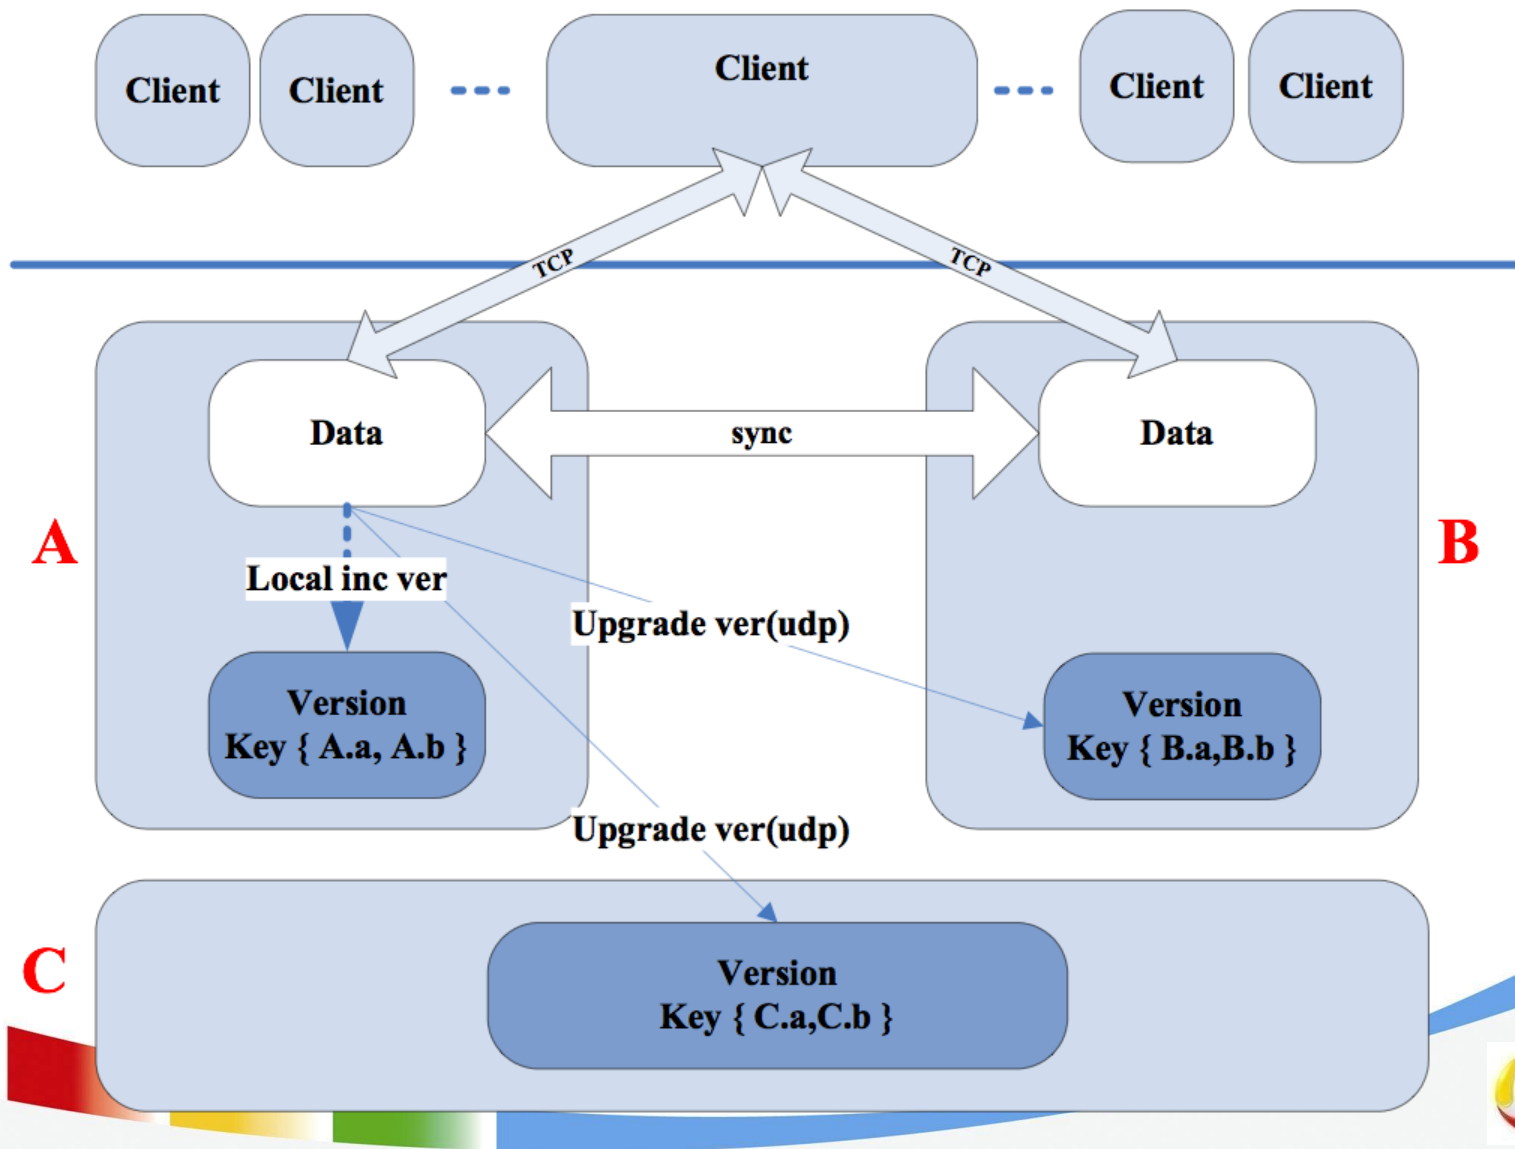 Client
Client
Client
Client
Client
TCP
TCP
Data
sync
Data
A
B
Local inc ver
Upgrade ver(udp)
Version
Key { A.a, A.b }
Version
Key { B.a,B.b }
Upgrade ver(udp)
C
Version
Key { C.a,C.b }